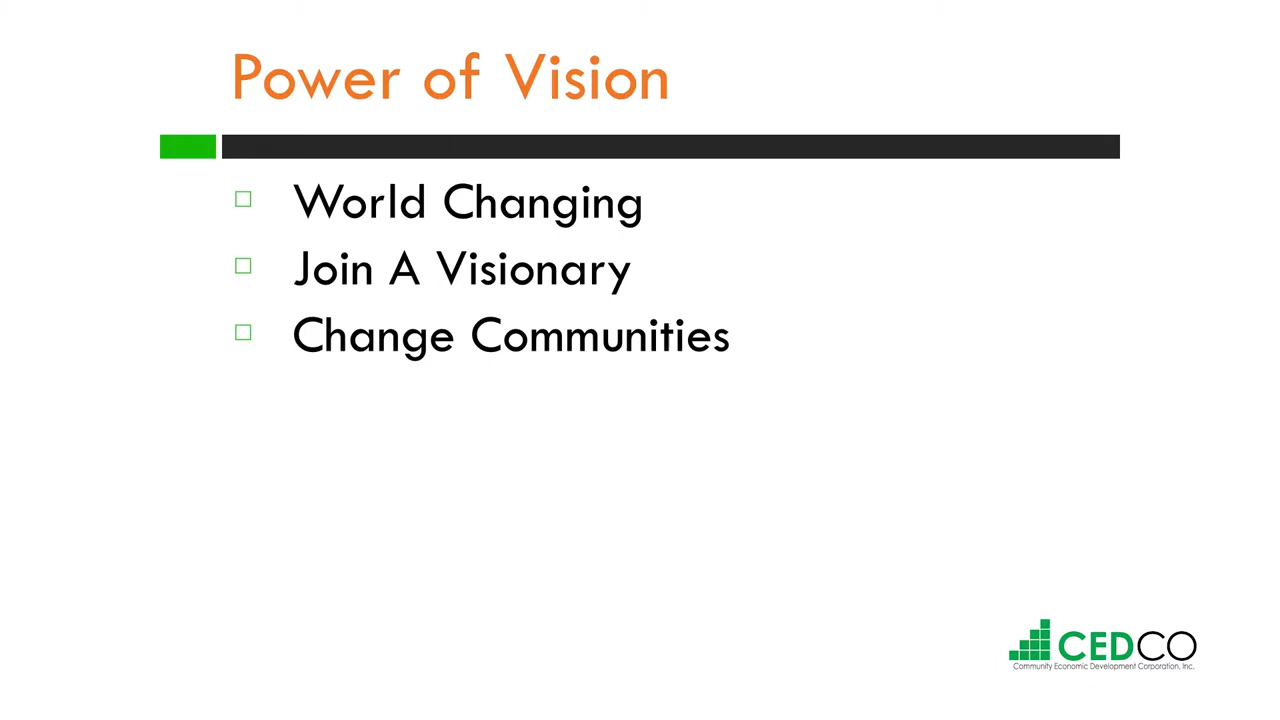 Power of Vision
World Changing
Join A Visionary
Change Communities
CEDCO
Community Economic Development Corporation, Inc.